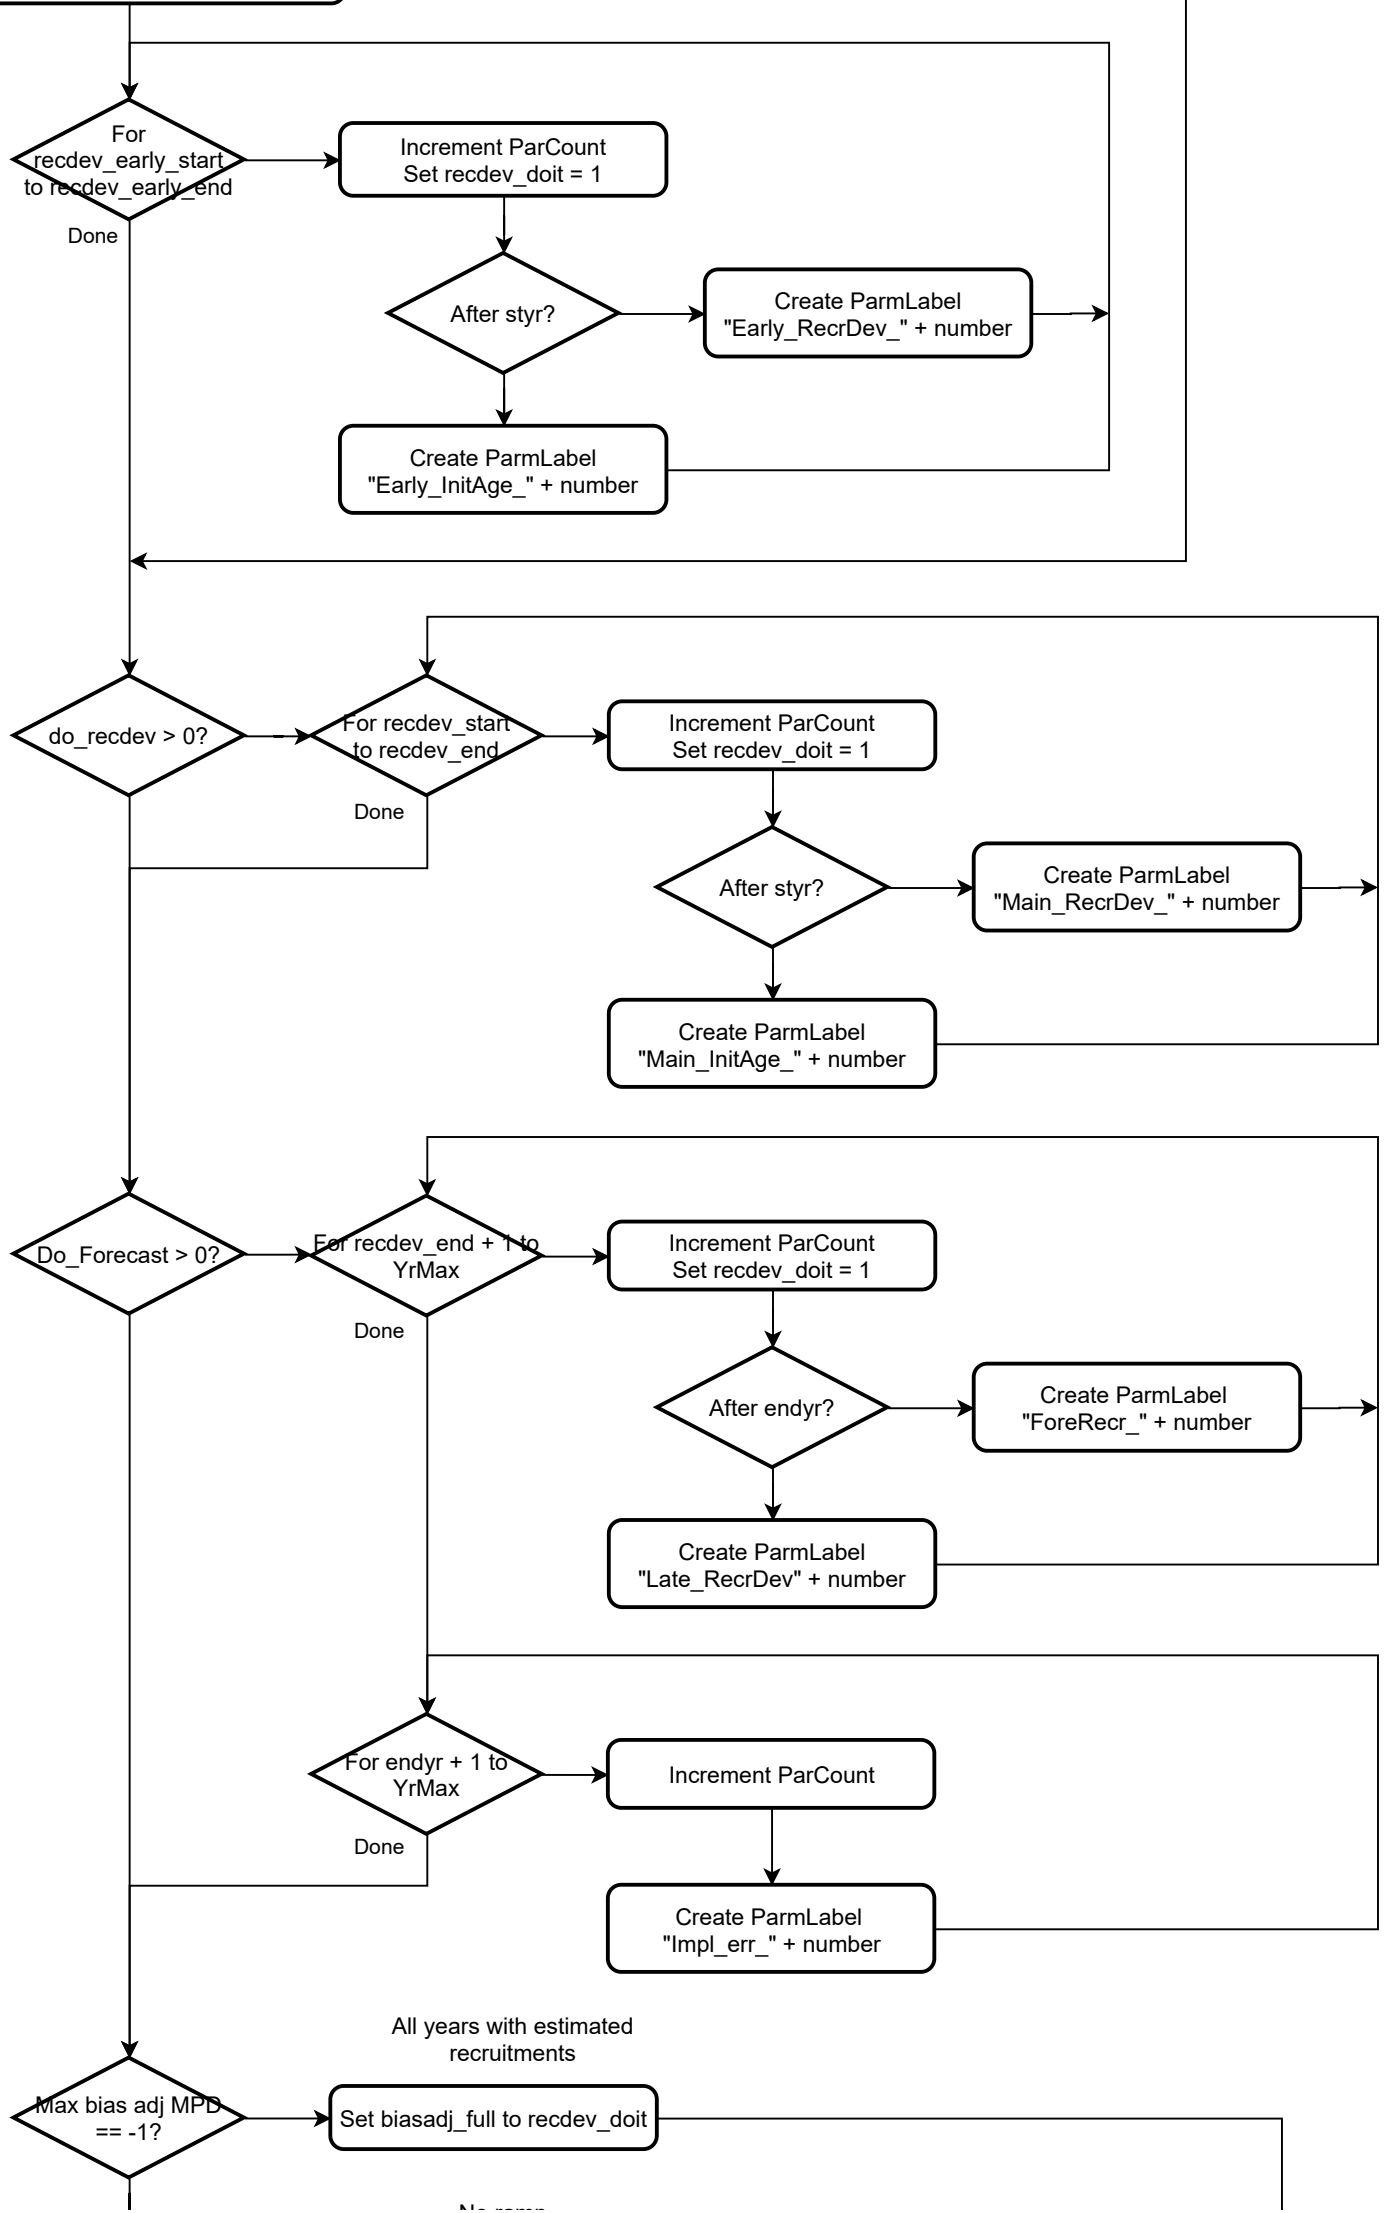 For
recdev_early_start
to recdev_early_end
Done
Increment ParCount
Set recdev_doit = 1
After styr?
Create ParmLabel
"Early_RecrDev_" + number
Create ParmLabel
"Early_InitAge_" + number
do_recdev > 0?
For recdev_start
to recdev_end
Done
Increment ParCount
Set recdev_doit = 1
After styr?
Create ParmLabel
"Main_RecrDev_" + number
Create ParmLabel
"Main_InitAge_" + number
Do_Forecast > 0?
For recdev_end + 1 to
YrMax
Done
Increment ParCount
Set recdev_doit = 1
After endyr?
Create ParmLabel
"ForeRecr_" + number
Create ParmLabel
"Late_RecrDev" + number
For endyr + 1 to
YrMax
Done
Increment ParCount
Create ParmLabel
"Impl_err_" + number
All years with estimated
recruitments
Max bias adj MPD
== -1?
Set biasadj_full to recdev_doit